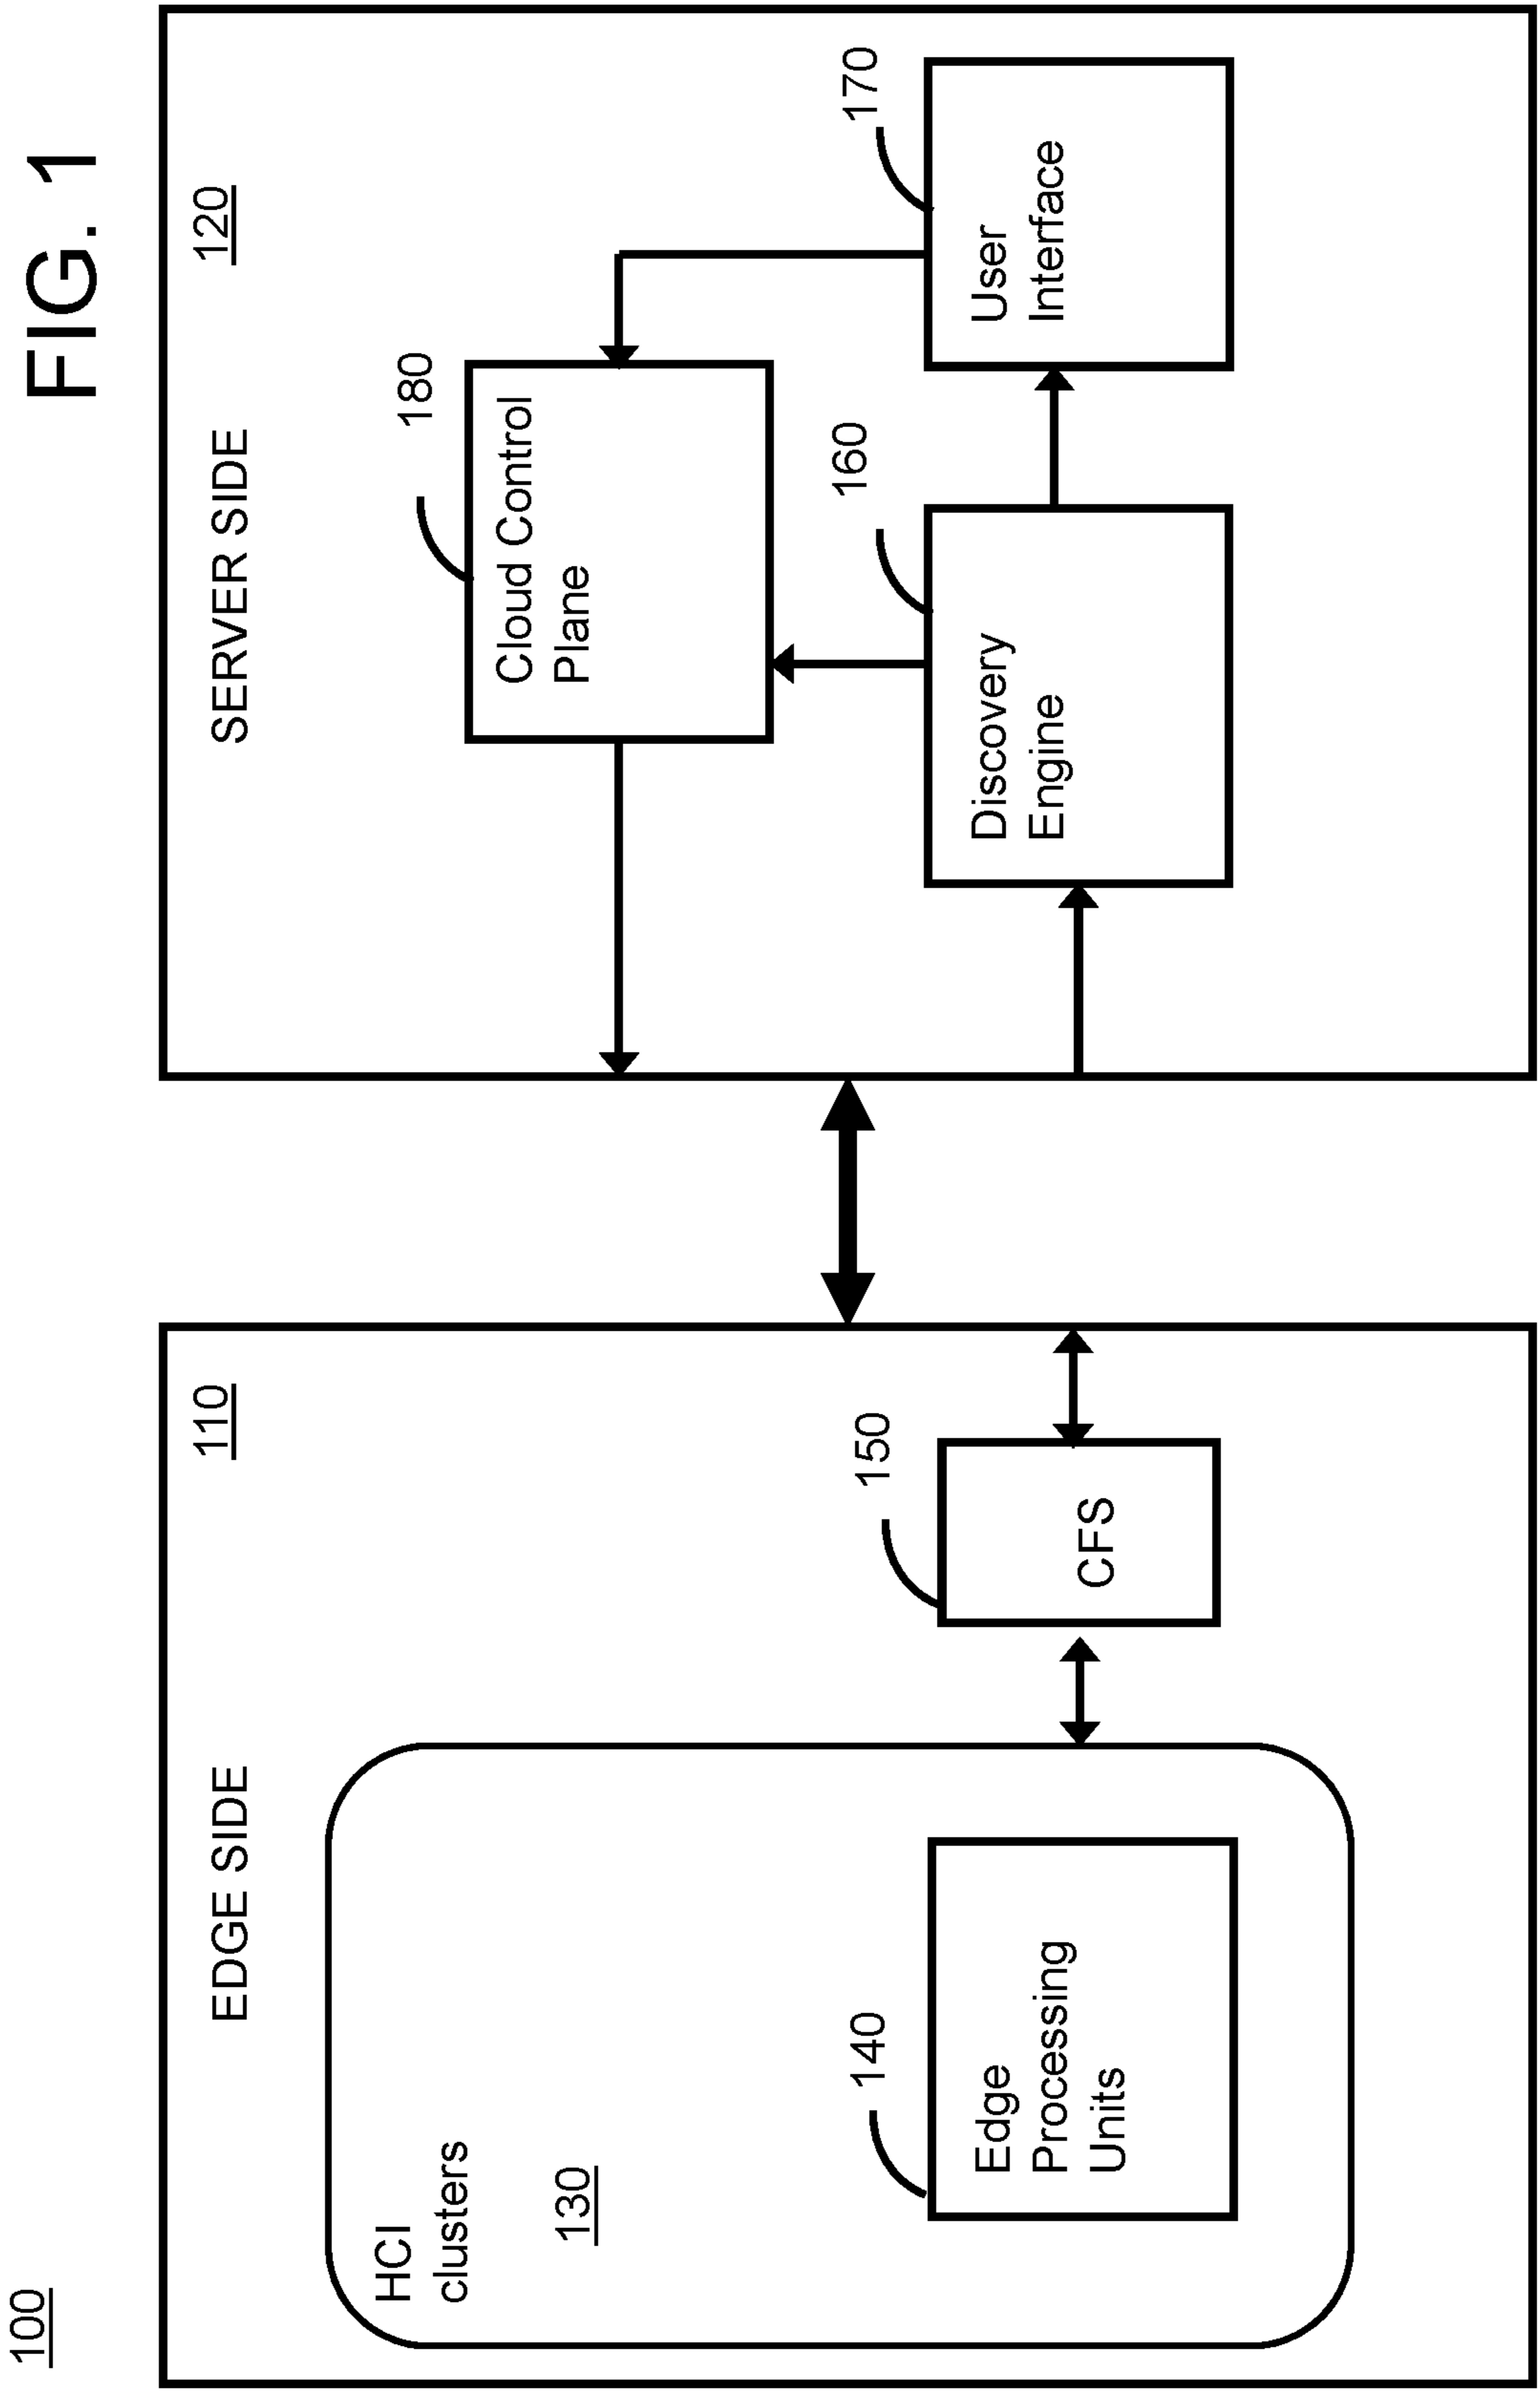 FIG. 1
100
EDGE SIDE
110
HCI
clusters
130
140
Edge
Processing
Units
150
CFS
SERVER SIDE
120
180
Cloud Control
Plane
160
Discovery
Engine
170
User
Interface